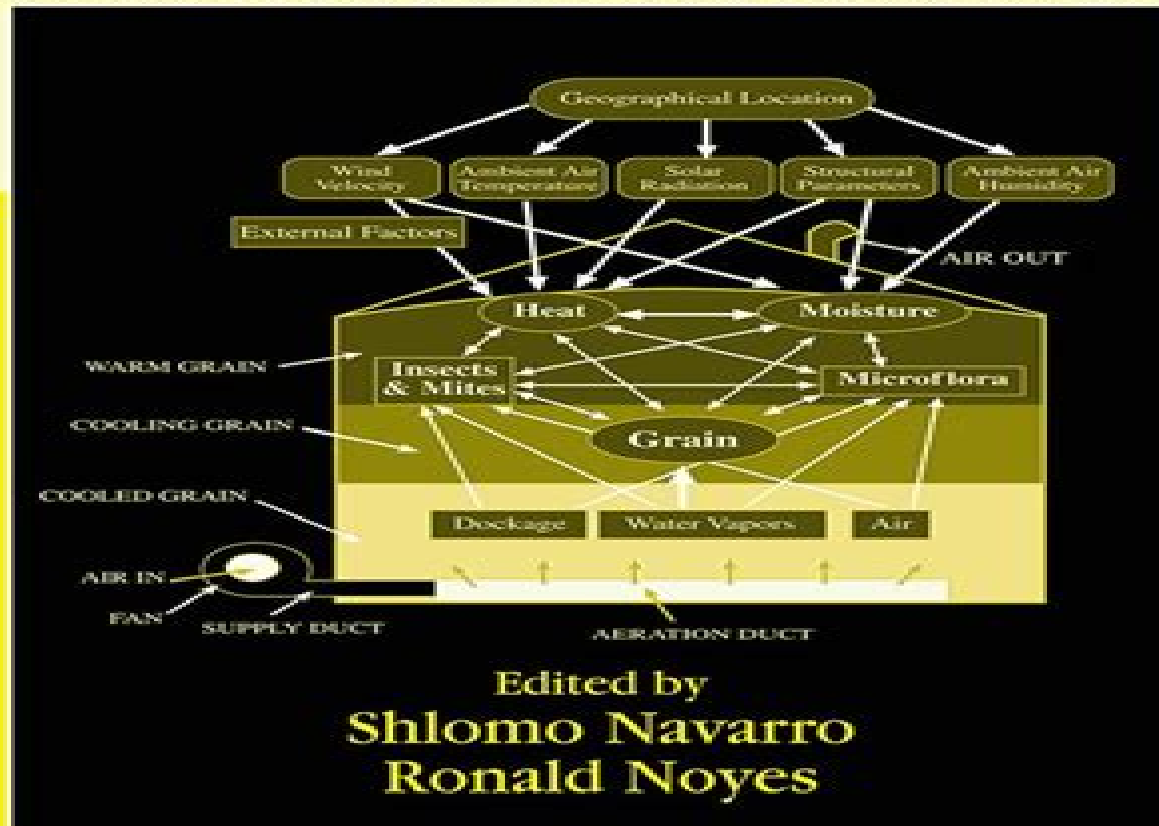 Geographical Location
Wind
Velocity
Ambient Air
Temperature
Solar
Radiation
Structural
Parameters
Ambient Air
Humidity
External Factors
AIR OUT
Heat
Moisture
WARM GRAIN
Insects
& Mites
Microflora
COOLING GRAIN
Grain
COOLED GRAIN
Dockage
Water Vapors
Air
AIR IN
FAN
SUPPLY DUCT
AERATION DUCT
Edited by
Shlomo Navarro
Ronald Noyes